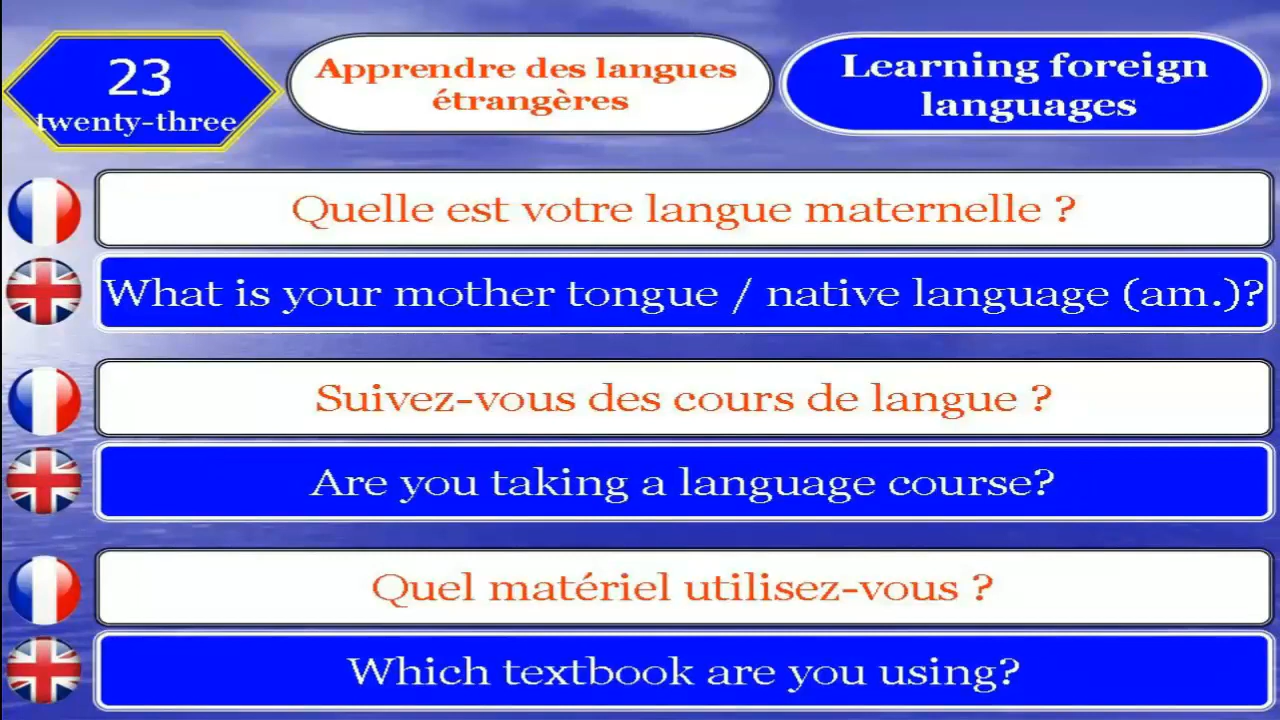 23
twenty-three
Apprendre des langues
étrangères
Learning foreign
languages
Quelle est votre langue maternelle ?
What is your mother tongue / native language (am.)?
Suivez-vous des cours de langue ?
Are you taking a language course?
Quel matériel utilisez-vous ?
Which textbook are you using?